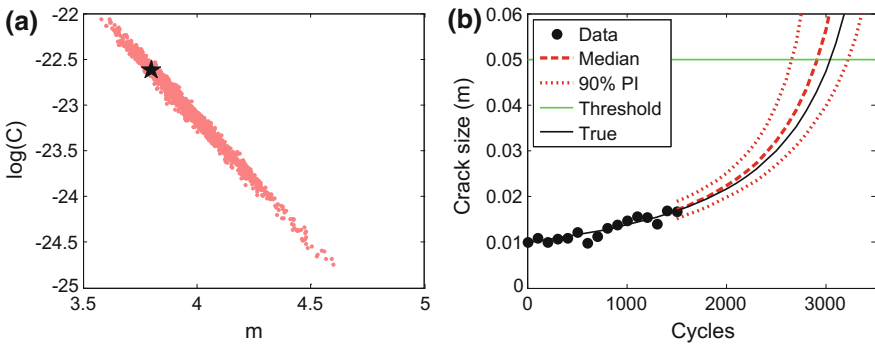 (a)
-22
-22.5
-23
-23.5
-24
-24.5
-25
log(C)
3.5
4
4.5
5
m
(b)
0.06
0.05
0.04
0.03
0.02
0.01
0
Crack size (m)
Data
Median
90% PI
Threshold
True
0
1000
2000
3000
Cycles